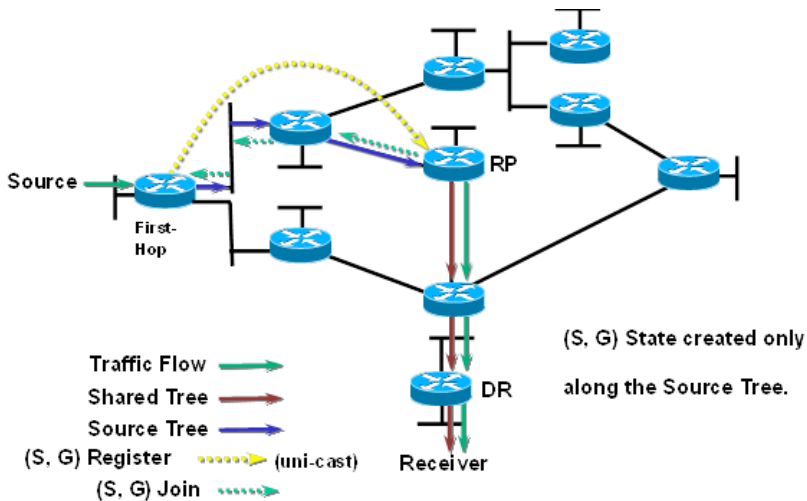 RP
Source
First-
Hop
(S, G) State created only
along the Source Tree.
Traffic Flow
Shared Tree
DR
Source Tree
(S, G) Register
(uni-cast)
Receiver
(S, G) Join